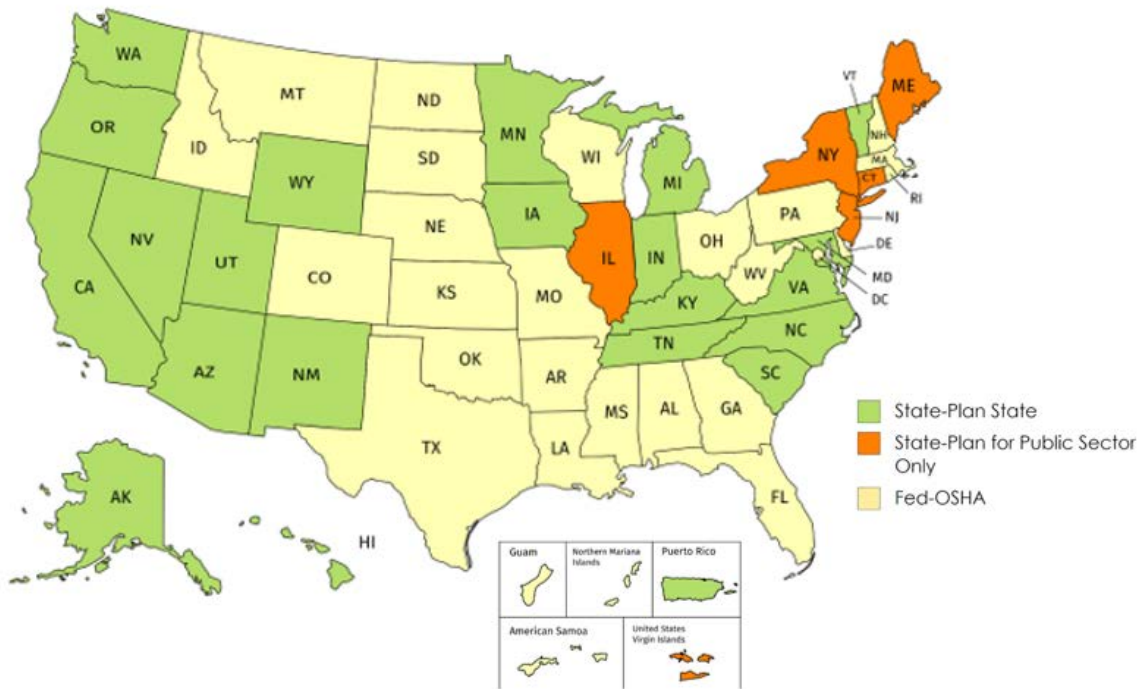 WA
MT
ND
MN
VT
ME
OR
ID
SD
WI
NY
NH
MA
CT
RI
WY
MI
IA
PA
NJ
NE
NV
UT
CO
IL
IN
OH
DE
CA
KS
MO
WV
VA
MD
DC
KY
NC
TN
AZ
NM
OK
AR
SC
MS
AL
GA
TX
LA
FL
AK
HI
State-Plan State
State-Plan for Public Sector
Only
Fed-OSHA
Guam
Northern Mariana
Islands
Puerto Rico
American Samoa
United States
Virgin Islands